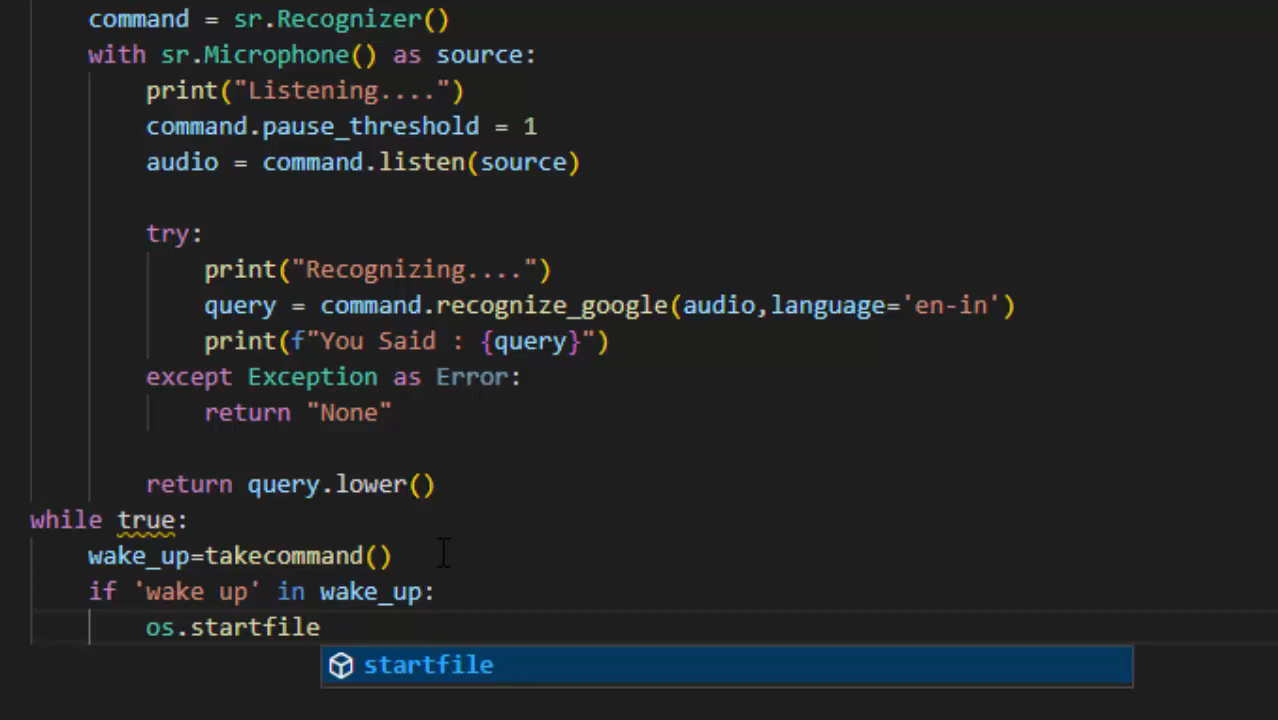 command = sr.Recognizer()
with sr.Microphone() as source:
print("Listening....")
command.pause_threshold = 1
audio = command.listen(source)
try:
print("Recognizing....")
query = command.recognize_google(audio,language='en-in')
print(f"You Said : {query}")
except Exception as Error:
return "None"
return query.lower()
while true:
wake_up=takecommand()
if 'wake up' in wake_up:
os.startfile
startfile